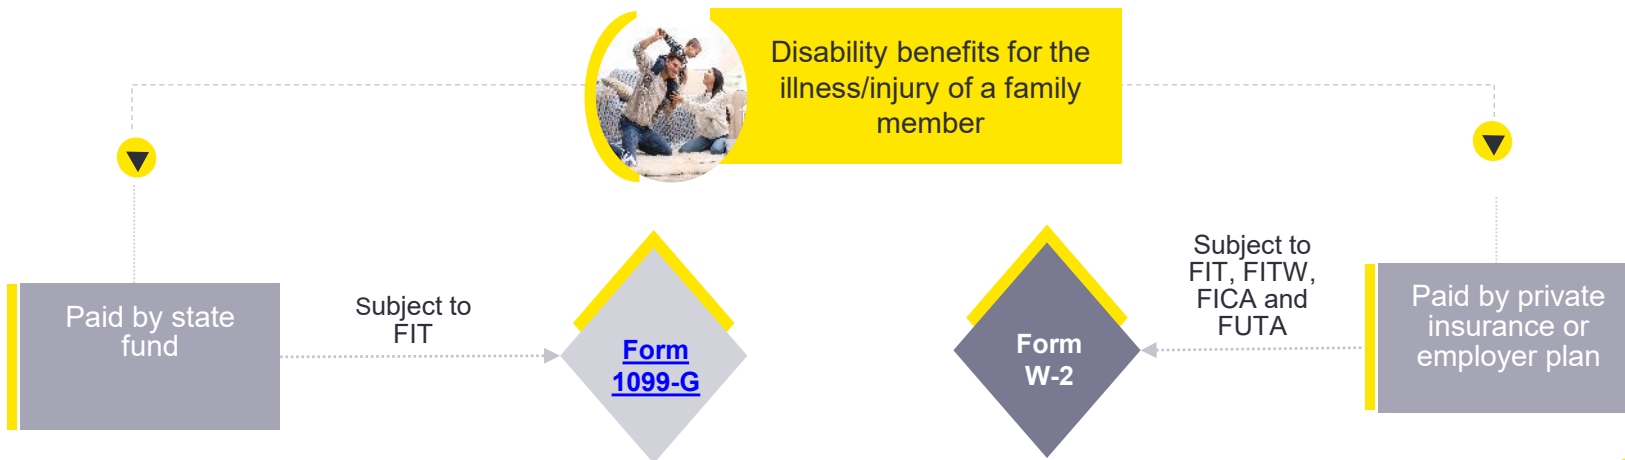 Disability benefits for the
illness/injury of a family
member
Paid by state
fund
Subject to
FIT
Form
1099-G
Form
W-2
Subject to
FIT, FITW,
FICA and
FUTA
Paid by private
insurance or
employer plan